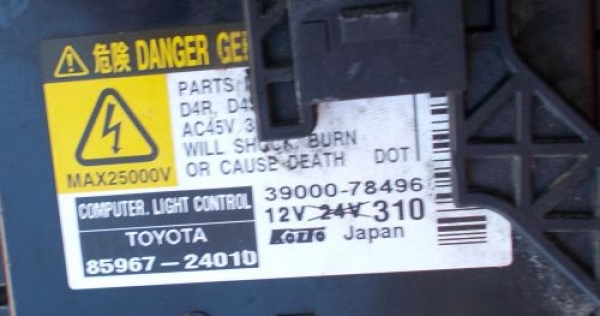 危険 DANGER
MAX25000V
PARTS
D4R,
AC45V
WILL SHOCK, BURN
OR CAUSE DEATH DOT
39000-78496
COMPUTER. LIGHT CONTROL
12V 24V 310
TOYOTA
KOITO Japan
85967-24010